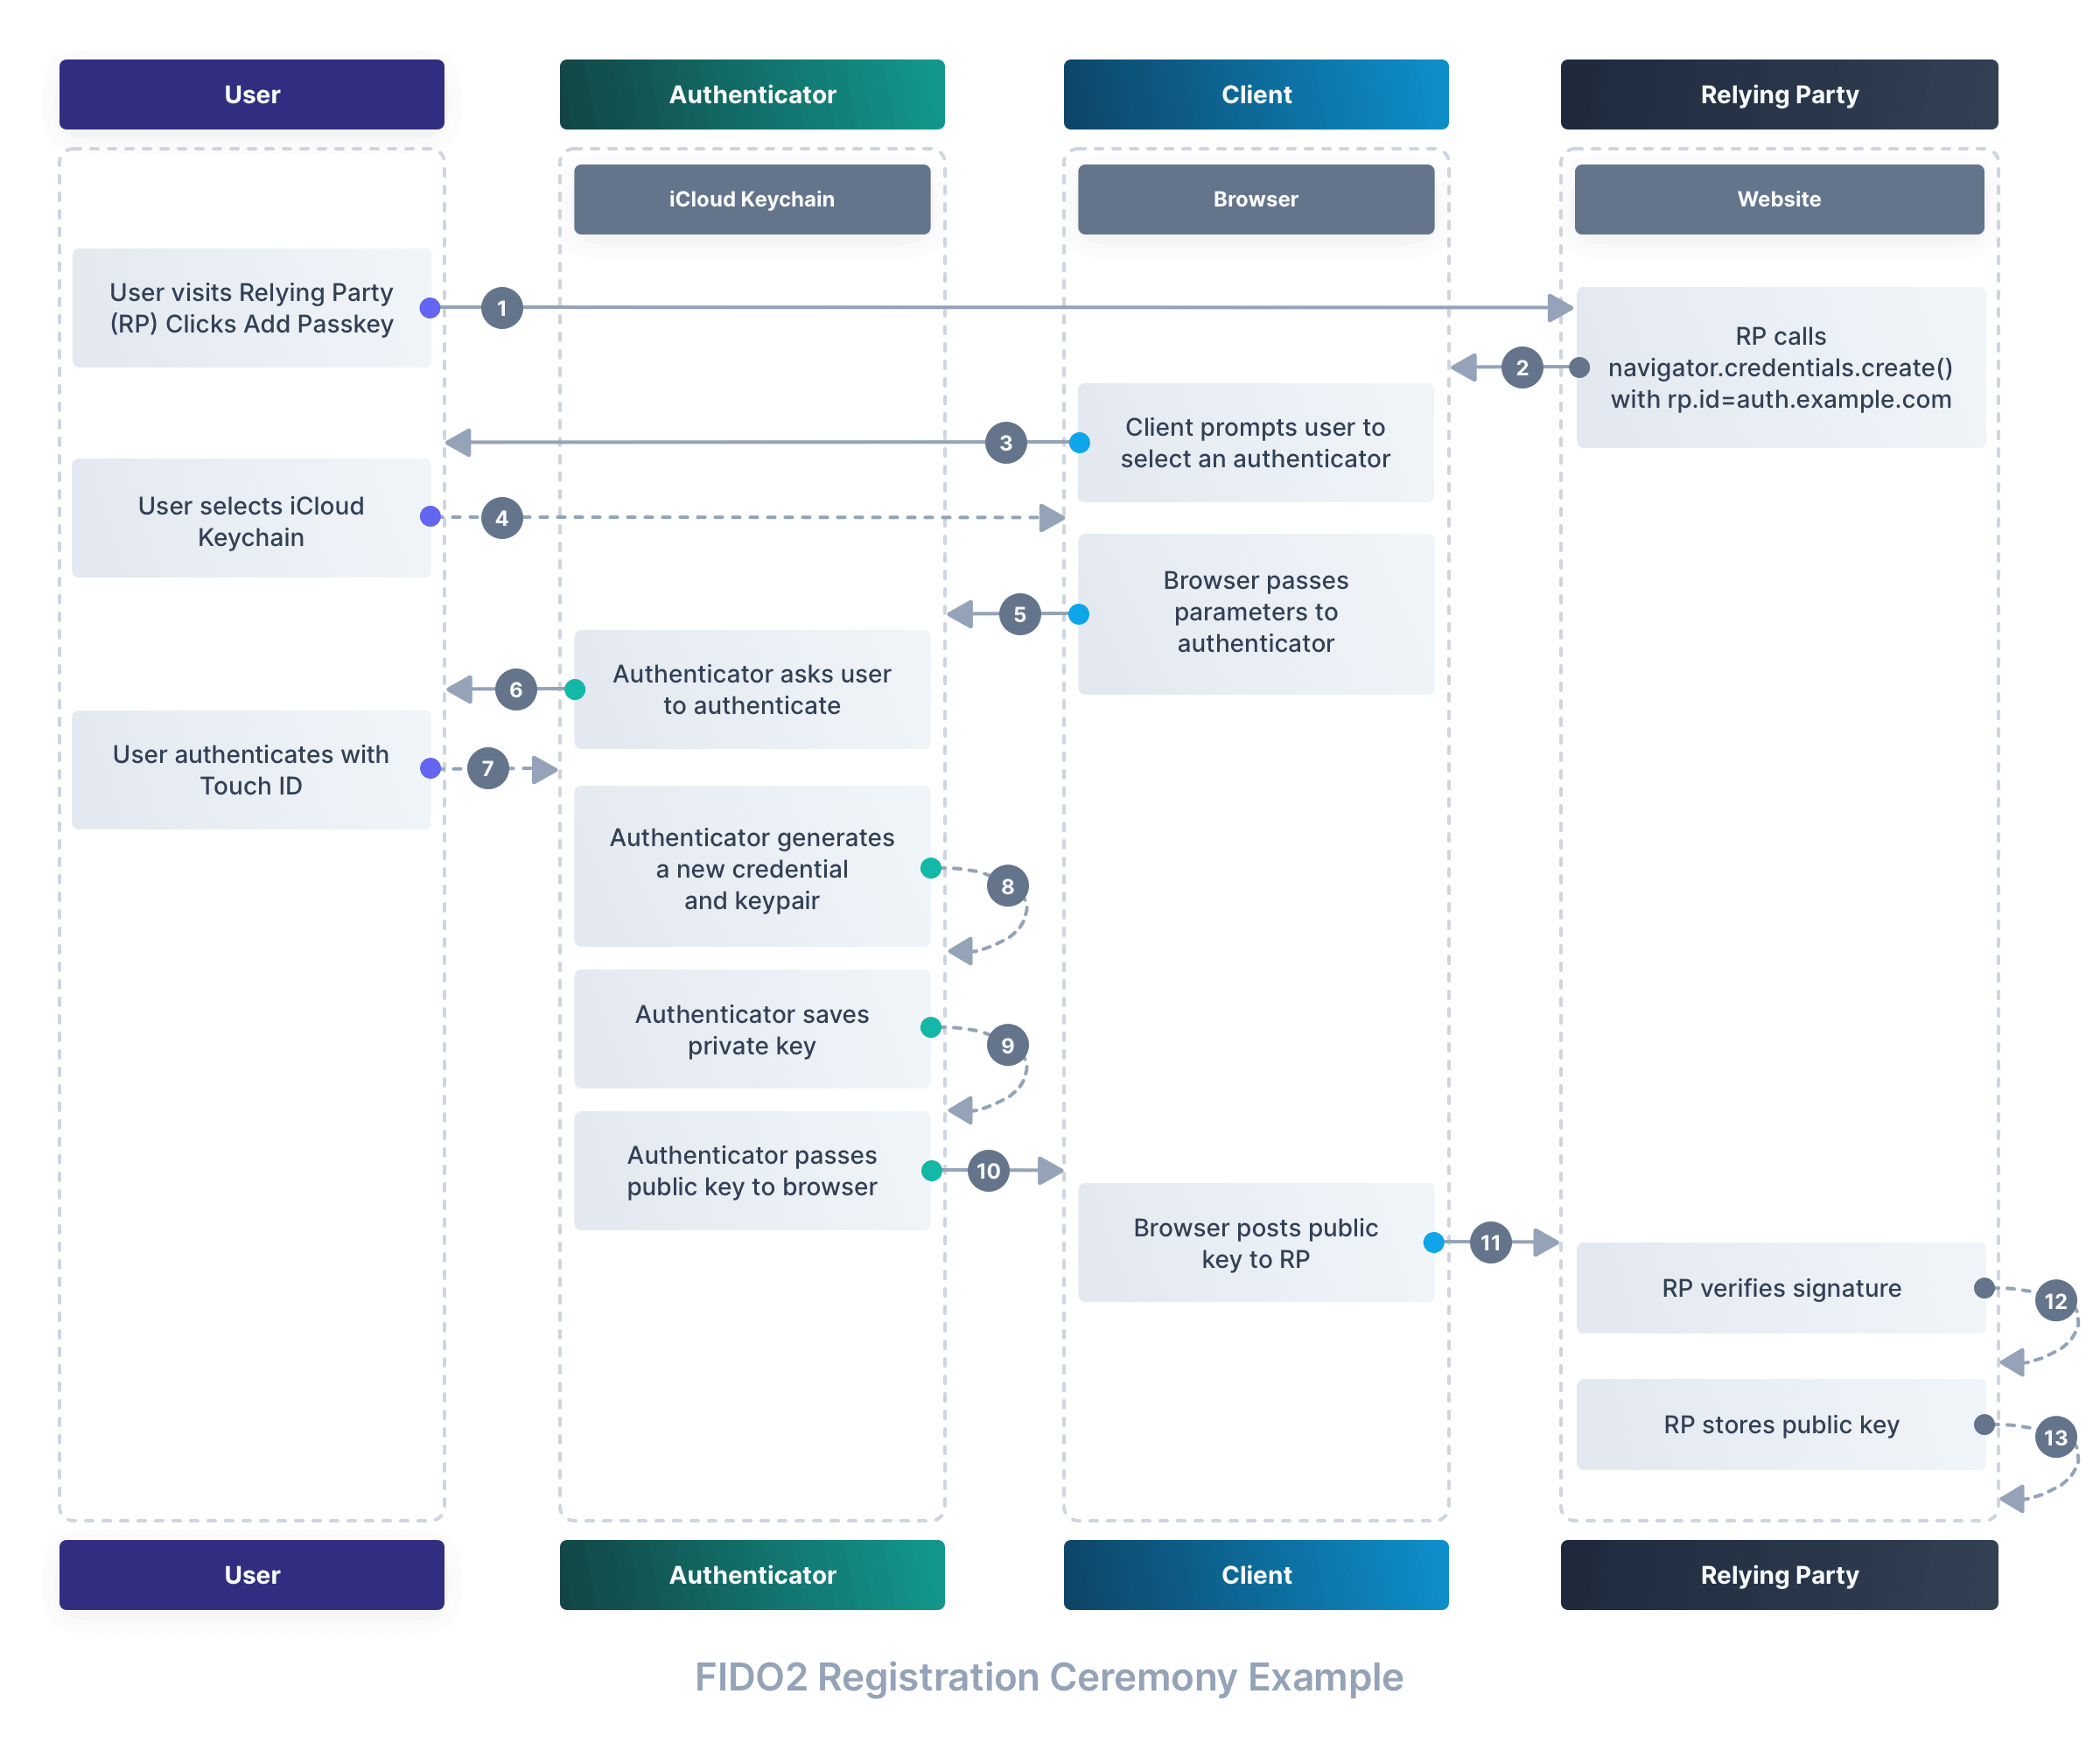 User
Authenticator
Client
Relying Party
iCloud Keychain
Browser
Website
User visits Relying Party
(RP) Clicks Add Passkey
1
RP calls
navigator.credentials.create()
with rp.id=auth.example.com
2
Client prompts user to
select an authenticator
3
User selects iCloud
Keychain
4
Browser passes
parameters to
authenticator
5
Authenticator asks user
to authenticate
6
User authenticates with
Touch ID
7
Authenticator generates
a new credential
and keypair
8
Authenticator saves
private key
9
Authenticator passes
public key to browser
10
Browser posts public
key to RP
11
RP verifies signature
12
RP stores public key
13
User
Authenticator
Client
Relying Party
FIDO2 Registration Ceremony Example